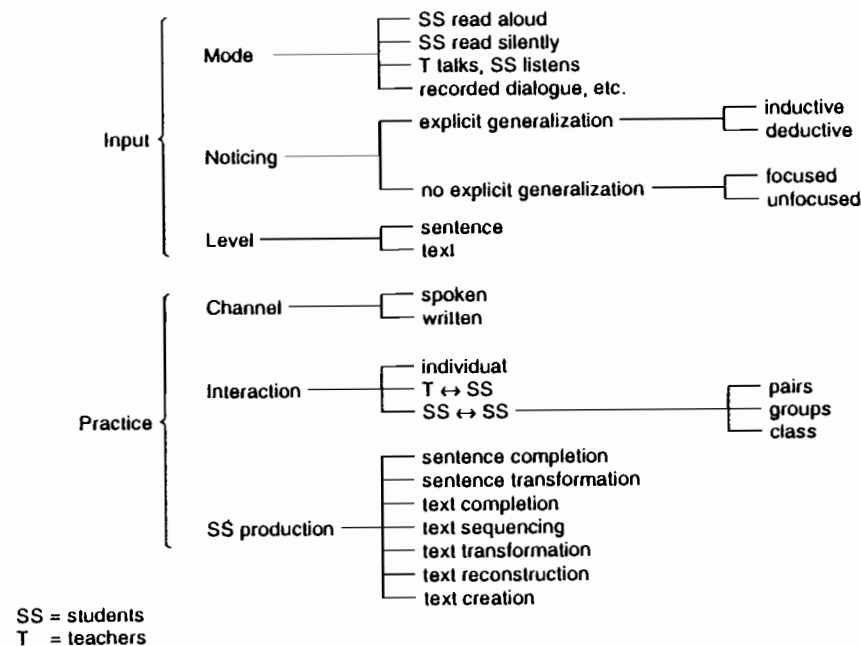 SS read aloud
SS read silently
Mode
T talks, SS listens
recorded dialogue, etc.
Input
explicit generalization
inductive
deductive
Noticing
no explicit generalization
focused
unfocused
Level
sentence
text
Channel
spoken
written
Practice
Interaction
individuat
T ↔ SS
SS ↔ SS
pairs
groups
class
SS production
sentence completion
sentence transformation
text completion
text sequencing
text transformation
text reconstruction
text creation
SS = students
T = teachers